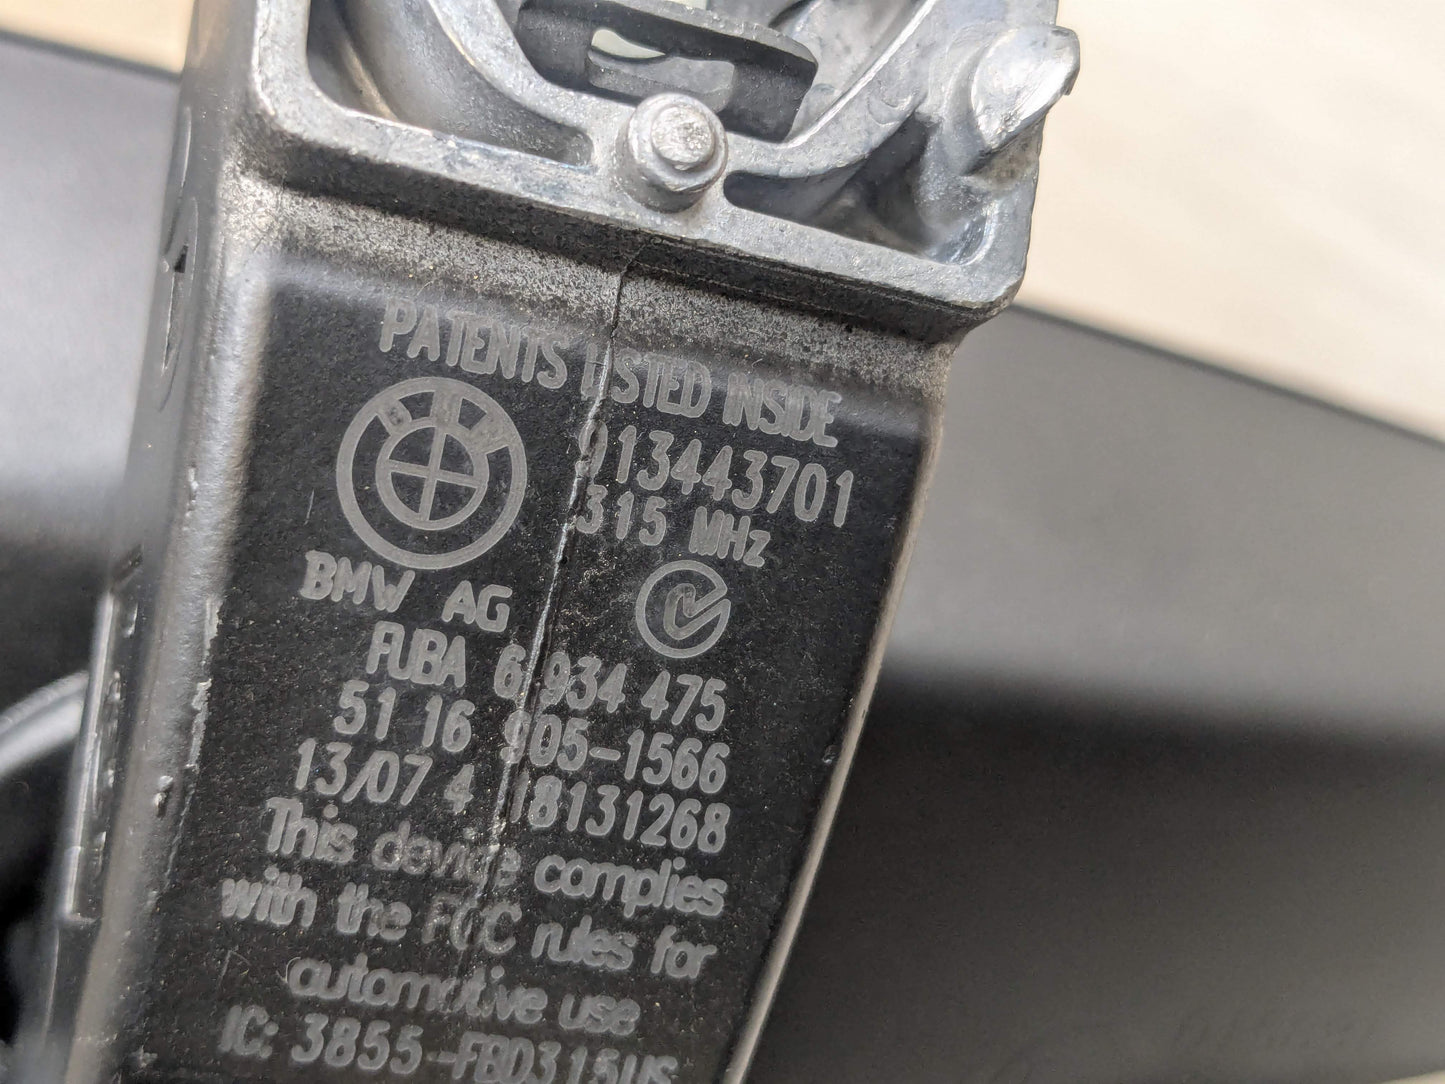 PATENTS LISTED INSIDE
BMW
913443701
315 MHz
BMW AG
FUBA 6 934 475
51 16 905-1566
13/07 4 18131268
This device complies
with the FCC rules for
automotive use
IC: 3855-FBD315US